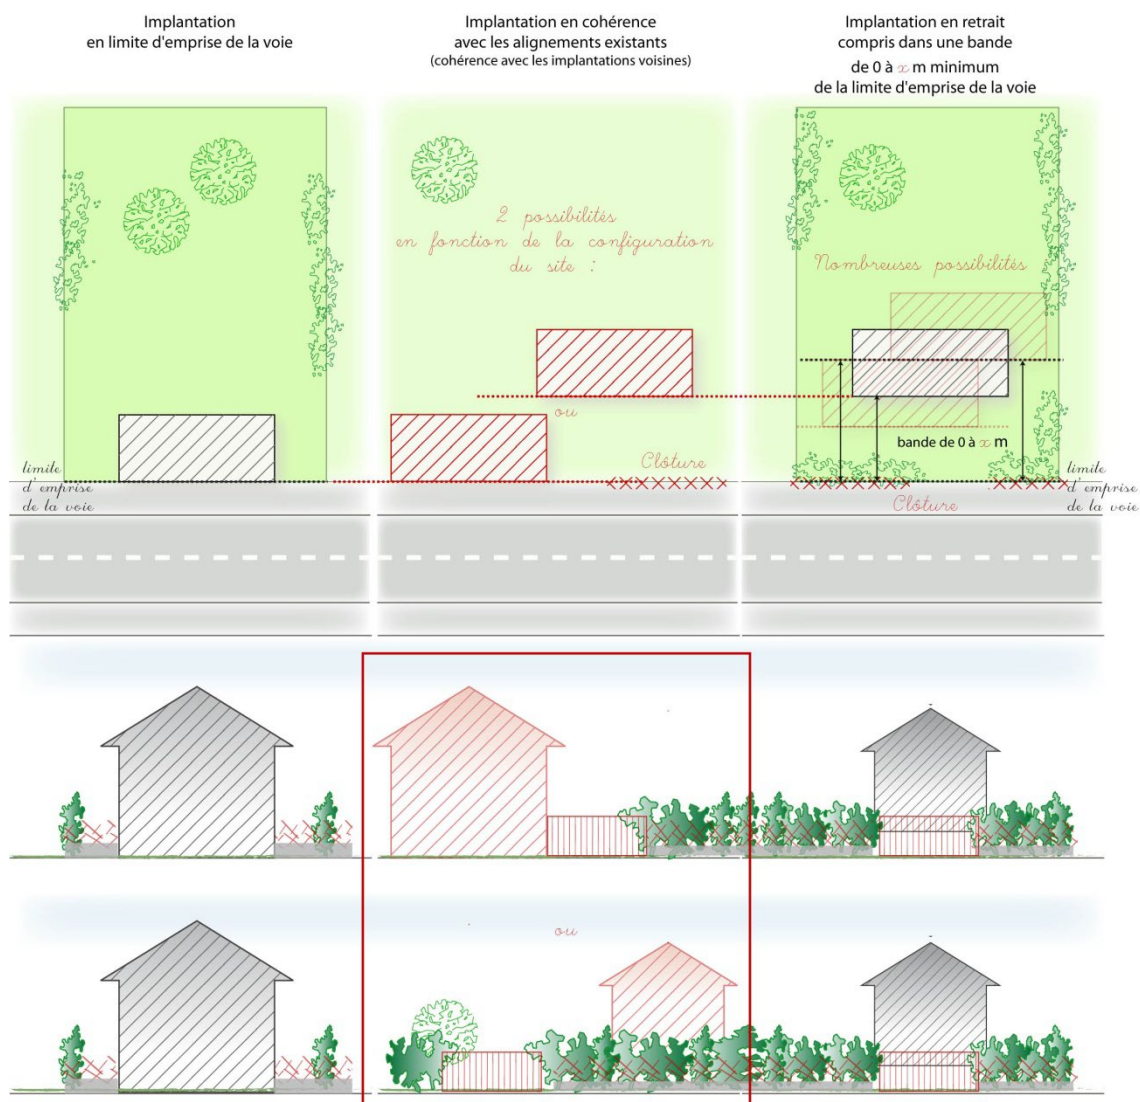 Implantation
en limite d'emprise de la voie
Implantation en cohérence
avec les alignements existants
(cohérence avec les implantations voisines)
Implantation en retrait
compris dans une bande
de 0 à x m minimum
de la limite d'emprise de la voie
2 possibilités
en fonction de la configuration
du site :
Nombreuses possibilités
ou
bande de 0 à x m
Clôture
limite
d'emprise
de la voie
limite
d'emprise
de la voie
Clôture
ou